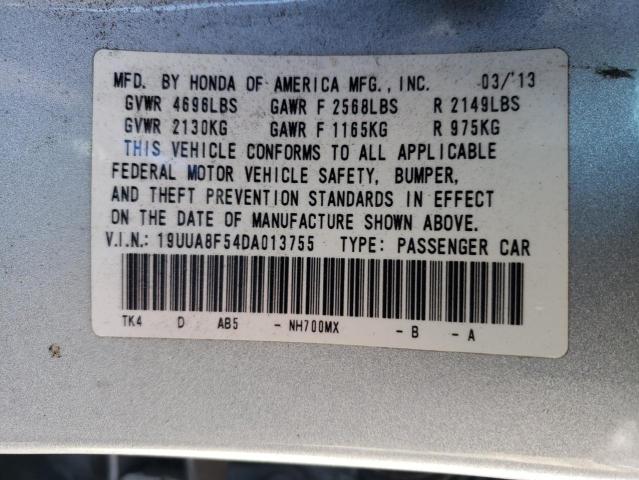 MFD. BY HONDA OF AMERICA MFG., INC. 03/'13
GVWR 4696LBS GAWR F 2568LBS R 2149LBS
GVWR 2130KG GAWR F 1165KG R 975KG
THIS VEHICLE CONFORMS TO ALL APPLICABLE
FEDERAL MOTOR VEHICLE SAFETY, BUMPER,
AND THEFT PREVENTION STANDARDS IN EFFECT
ON THE DATE OF MANUFACTURE SHOWN ABOVE.
V.I.N.: 19UUA8F54DA013755 TYPE: PASSENGER CAR
TK4 D AB5 - NH700MX - B - A